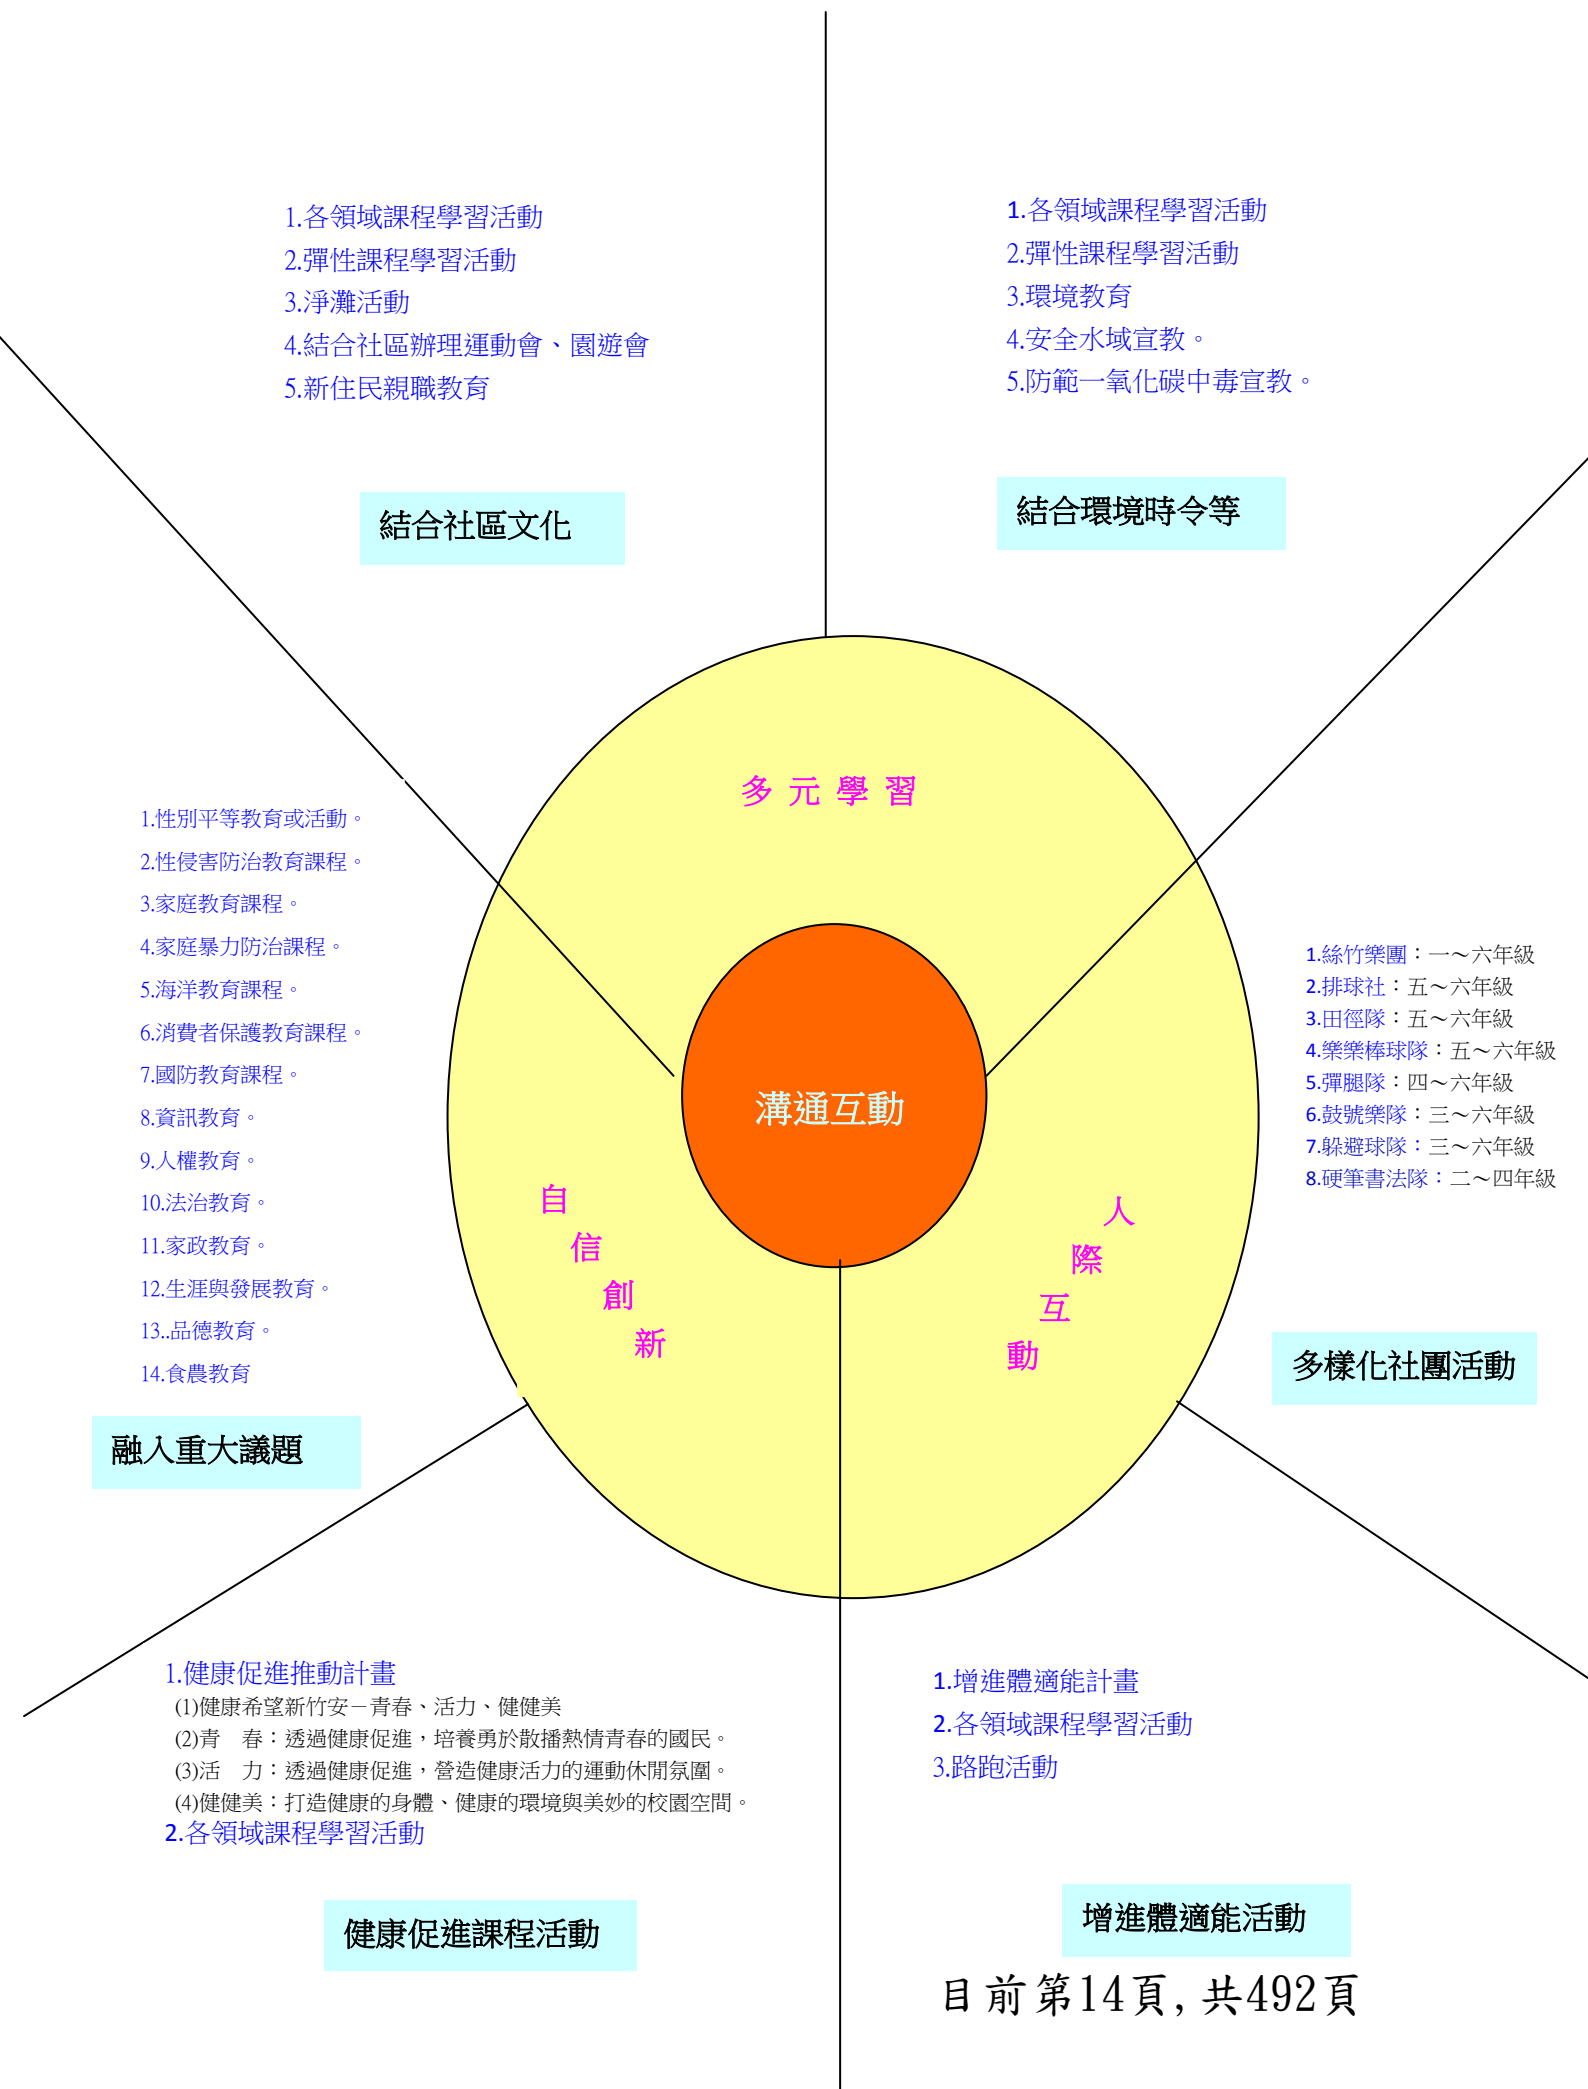 1.各領域課程學習活動
2.彈性課程學習活動
3.淨灘活動
4.結合社區辦理運動會、園遊會
5.新住民親職教育
結合社區文化
1.各領域課程學習活動
2.彈性課程學習活動
3.環境教育
4.安全水域宣教。
5.防範一氧化碳中毒宣教。
結合環境時令等
多元學習
1.性別平等教育或活動。
2.性侵害防治教育課程。
3.家庭教育課程。
4.家庭暴力防治課程。
5.海洋教育課程。
6.消費者保護教育課程。
7.國防教育課程。
8.資訊教育。
9.人權教育。
10.法治教育。
11.家政教育。
12.生涯與發展教育。
13..品德教育。
14.食農教育
融入重大議題
溝通互動
自信創新
人際互動
1.絲竹樂團：一～六年級
2.排球社：五～六年級
3.田徑隊：五～六年級
4.樂樂棒球隊：五～六年級
5.彈腿隊：四～六年級
6.鼓號樂隊：三～六年級
7.躲避球隊：三～六年級
8.硬筆書法隊：二～四年級
多樣化社團活動
1.健康促進推動計畫
(1)健康希望新竹安－青春、活力、健健美
(2)青　春：透過健康促進，培養勇於散播熱情青春的國民。
(3)活　力：透過健康促進，營造健康活力的運動休閒氛圍。
(4)健健美：打造健康的身體、健康的環境與美妙的校園空間。
2.各領域課程學習活動
健康促進課程活動
1.增進體適能計畫
2.各領域課程學習活動
3.路跑活動
增進體適能活動
目前第14頁,共492頁